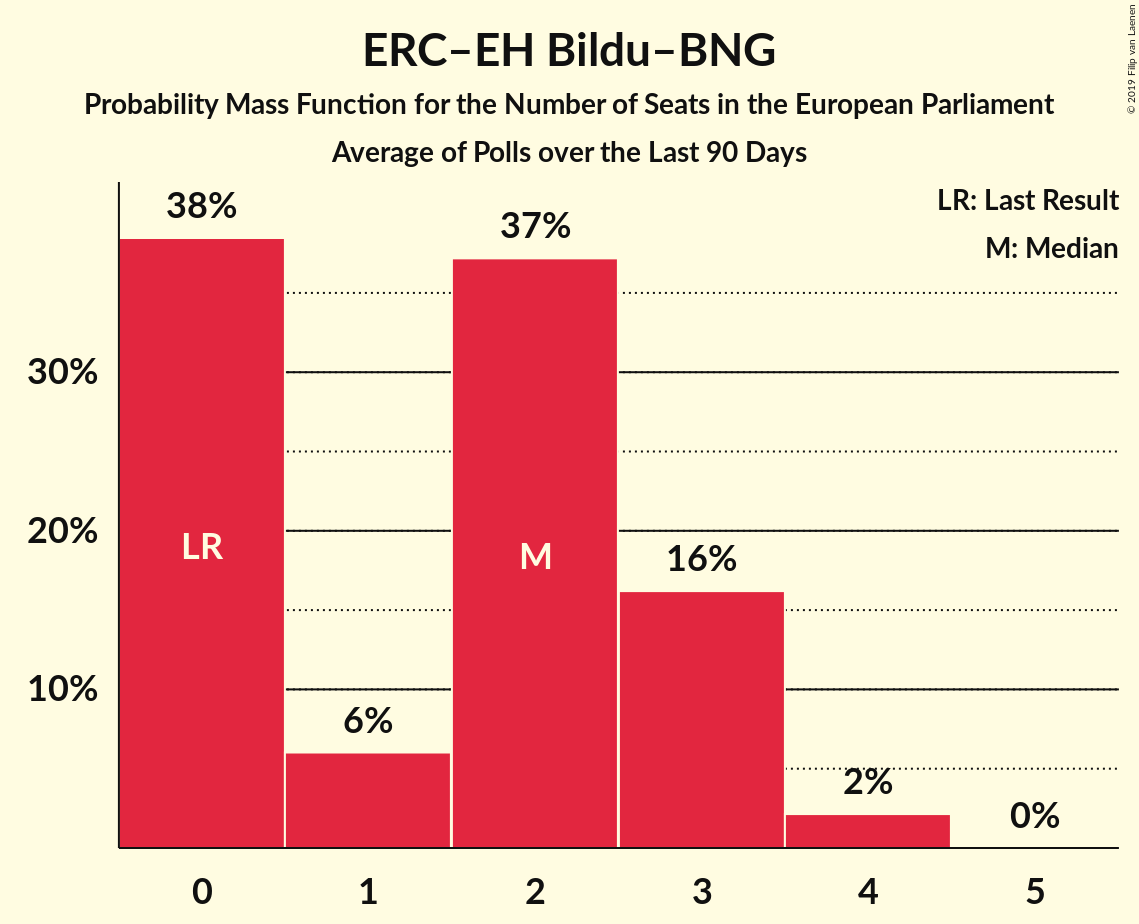 ERC–EH Bildu–BNG
Probability Mass Function for the Number of Seats in the European Parliament
Average of Polls over the Last 90 Days
© 2019 Filip van Laenen
LR: Last Result
M: Median
38%
37%
30%
20%
LR
M
16%
10%
6%
2%
0%
0 1 2 3 4 5